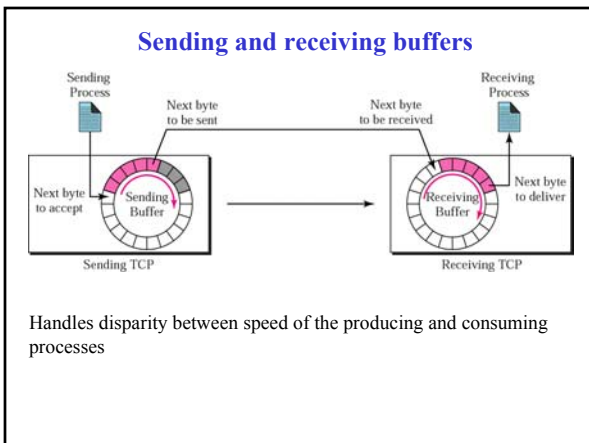 Sending and receiving buffers
Sending
Process
Receiving
Process
Next byte
to be sent
Next byte
to be received
Next byte
to accept
Sending
Buffer
Receiving
Buffer
Next byte
to deliver
Sending TCP
Receiving TCP
Handles disparity between speed of the producing and consuming
processes